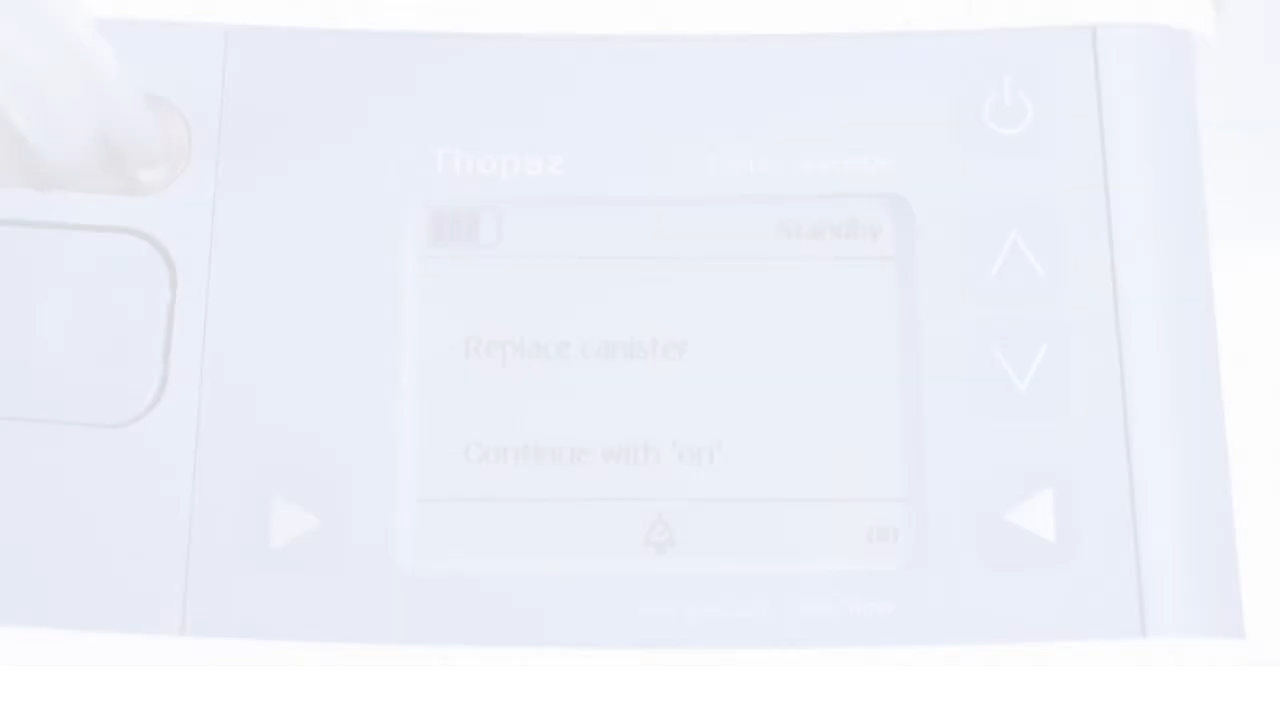 Thopaz
Standby
Replace canister
Continue with 'on'
on